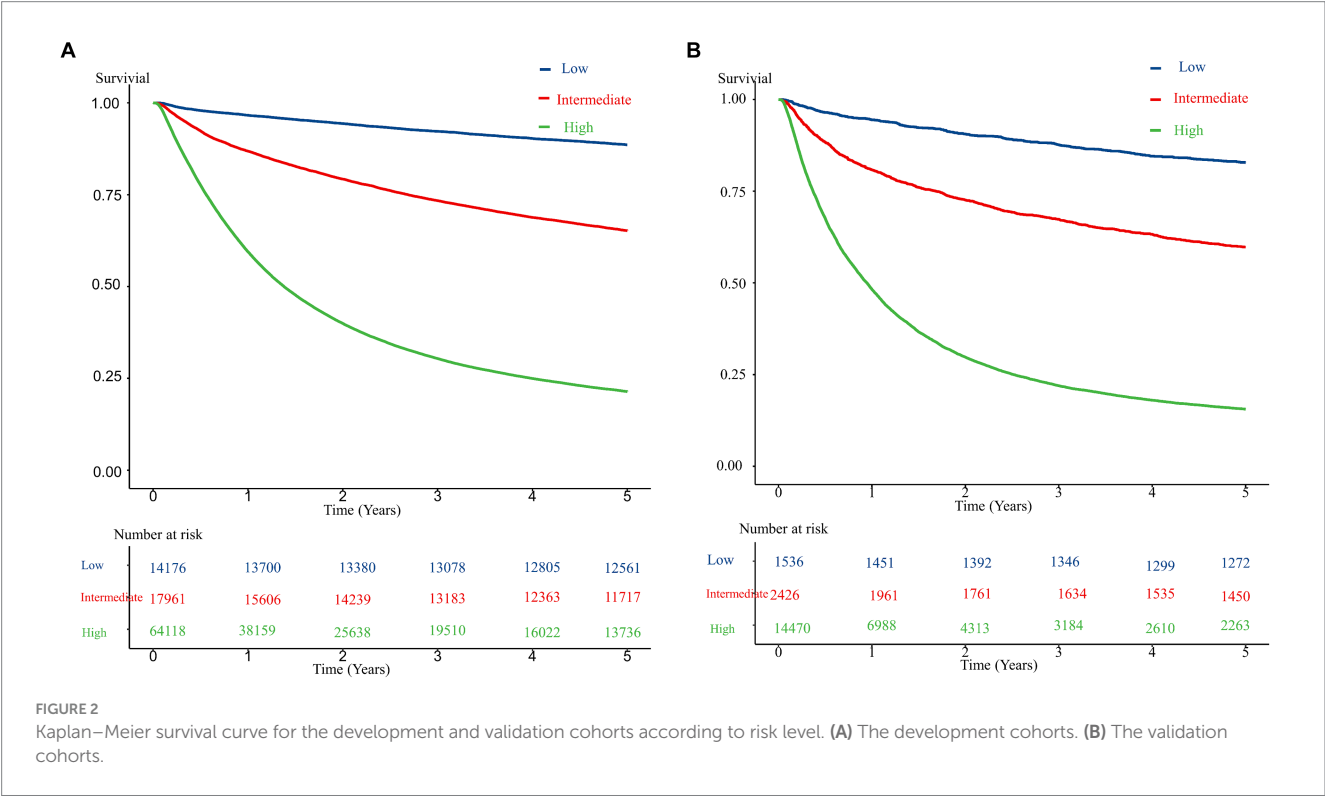 A
Survivial
Low
Intermediate
High
1.00
0.75
0.50
0.25
0.00
0 1 2 3 4 5
Time (Years)
Number at risk
Low 14176 13700 13380 13078 12805 12561
Intermediate 17961 15606 14239 13183 12363 11717
High 64118 38159 25638 19510 16022 13736
0 1 2 3 4 5
Time (Years)
B
Survivial
Low
Intermediate
High
1.00
0.75
0.50
0.25
0.00
0 1 2 3 4 5
Time (Years)
Number at risk
Low 1536 1451 1392 1346 1299 1272
Intermediate 2426 1961 1761 1634 1535 1450
High 14470 6988 4313 3184 2610 2263
0 1 2 3 4 5
Time (Years)
FIGURE 2
Kaplan–Meier survival curve for the development and validation cohorts according to risk level. (A) The development cohorts. (B) The validation
cohorts.